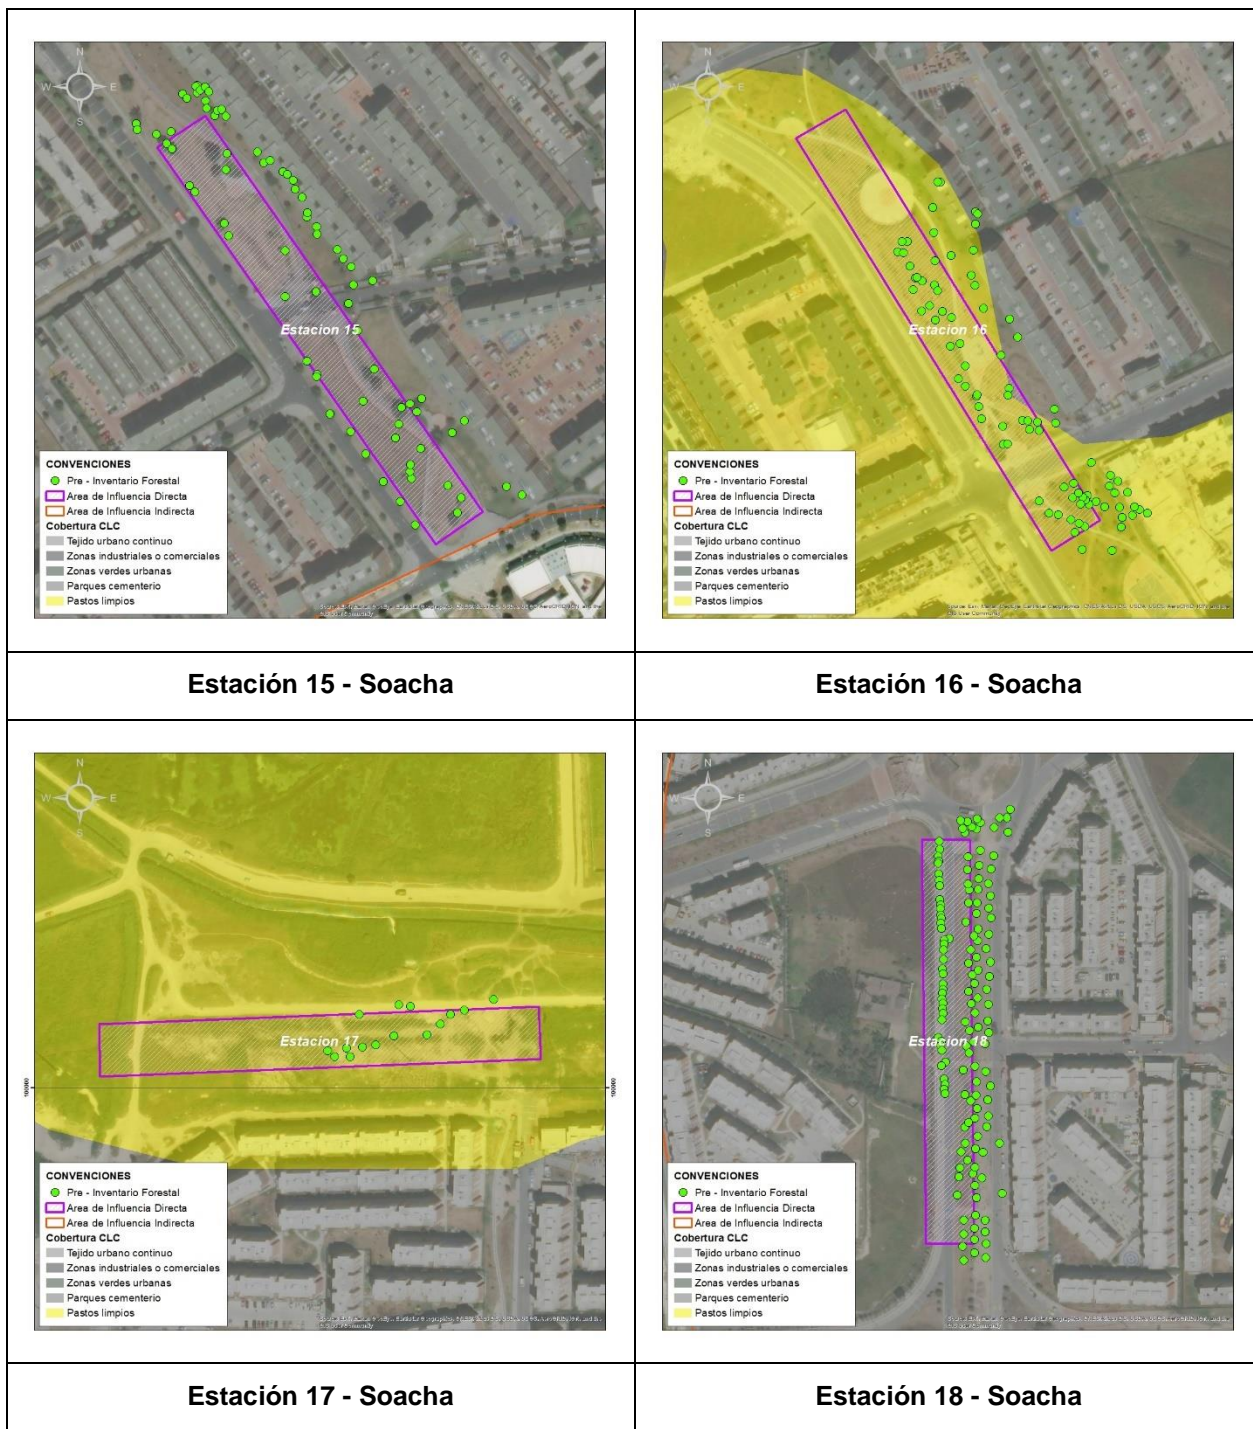 N
W E
S
Estacion 15
CONVENCIONES
Pre - Inventario Forestal
Area de Influencia Directa
Area de Influencia Indirecta
Cobertura CLC
Tejido urbano continuo
Zonas industriales o comerciales
Zonas verdes urbanas
Parques cementerio
Pastos limpios
N
W E
S
Estacion 16
CONVENCIONES
Pre - Inventario Forestal
Area de Influencia Directa
Area de Influencia Indirecta
Cobertura CLC
Tejido urbano continuo
Zonas industriales o comerciales
Zonas verdes urbanas
Parques cementerio
Pastos limpios
Estación 15 - Soacha
Estación 16 - Soacha
N
W E
S
Estacion 17
CONVENCIONES
Pre - Inventario Forestal
Area de Influencia Directa
Area de Influencia Indirecta
Cobertura CLC
Tejido urbano continuo
Zonas industriales o comerciales
Zonas verdes urbanas
Parques cementerio
Pastos limpios
N
W E
S
Estacion 18
CONVENCIONES
Pre - Inventario Forestal
Area de Influencia Directa
Area de Influencia Indirecta
Cobertura CLC
Tejido urbano continuo
Zonas industriales o comerciales
Zonas verdes urbanas
Parques cementerio
Pastos limpios
Estación 17 - Soacha
Estación 18 - Soacha